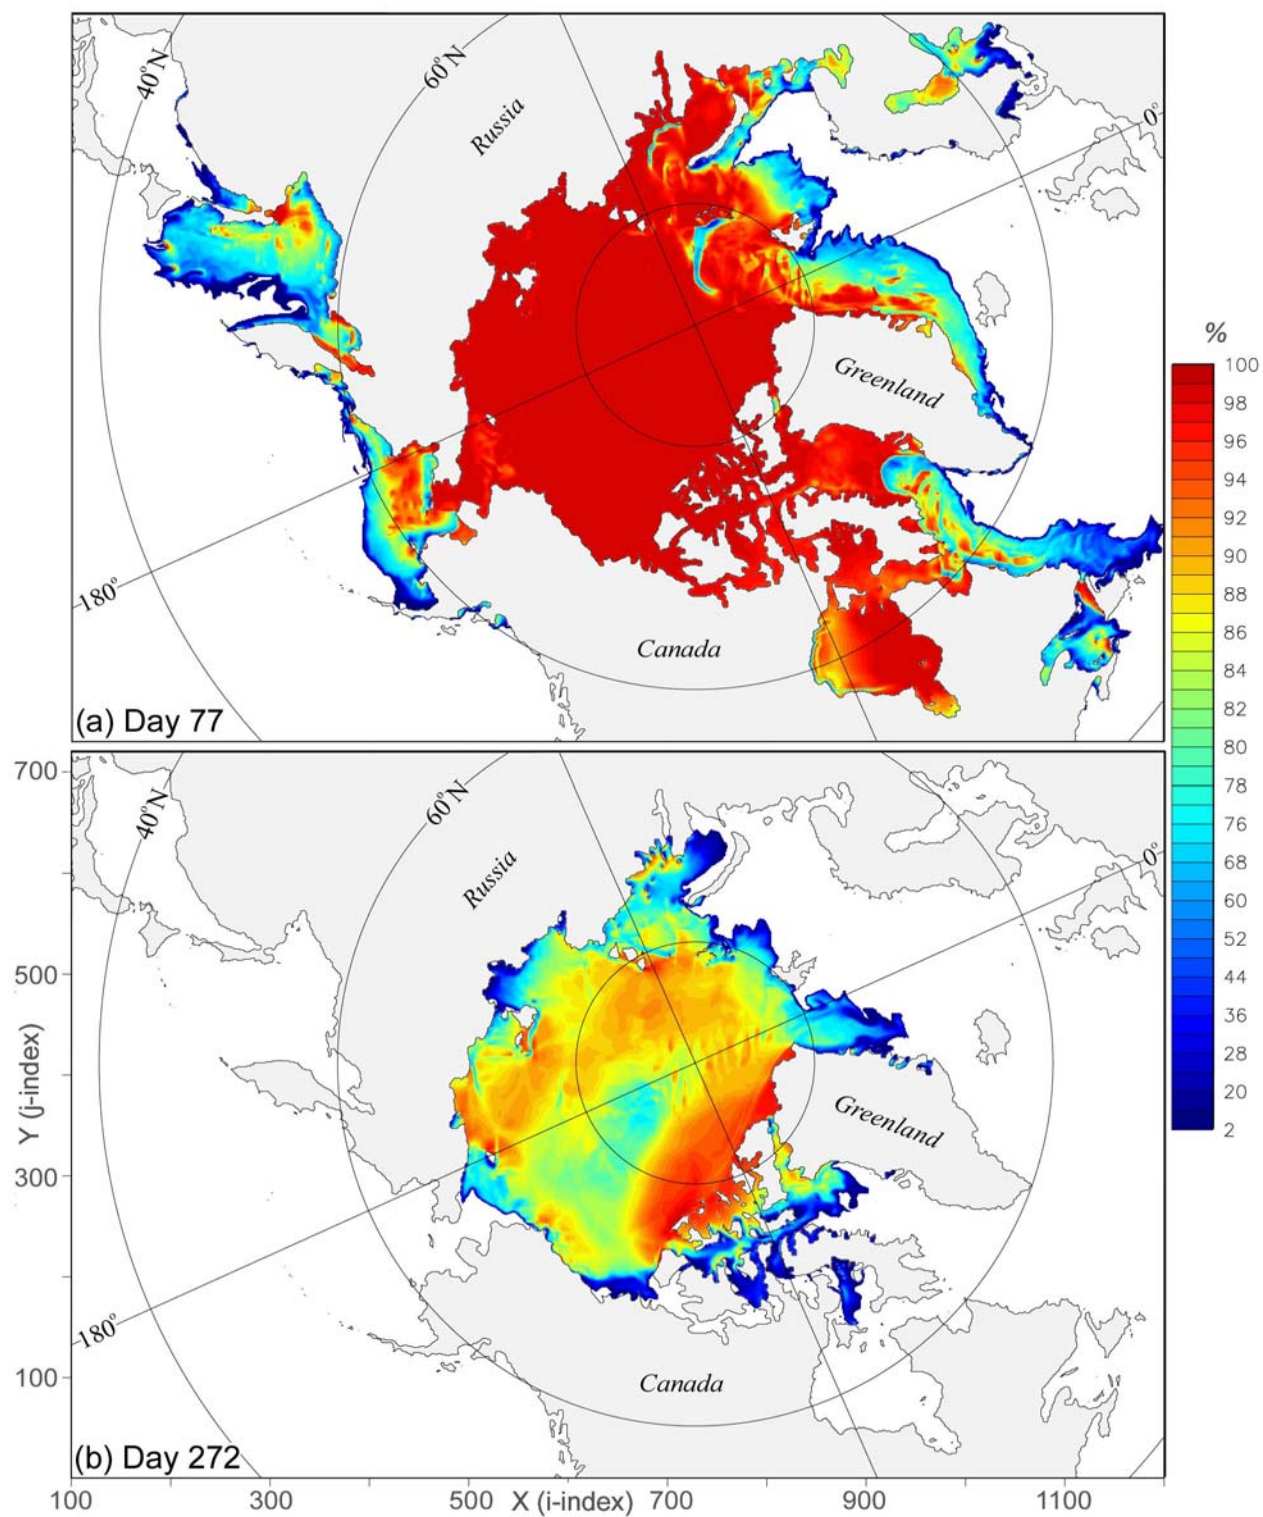 40°N
60°N
Russia
0°
Greenland
180°
Canada
(a) Day 77
%
100
98
96
94
92
90
88
86
84
82
80
78
76
68
60
52
44
36
28
20
2
700
500
300
100
Y (j-index)
40°N
60°N
Russia
0°
Greenland
180°
Canada
(b) Day 272
100 300 500 X (i-index) 700 900 1100